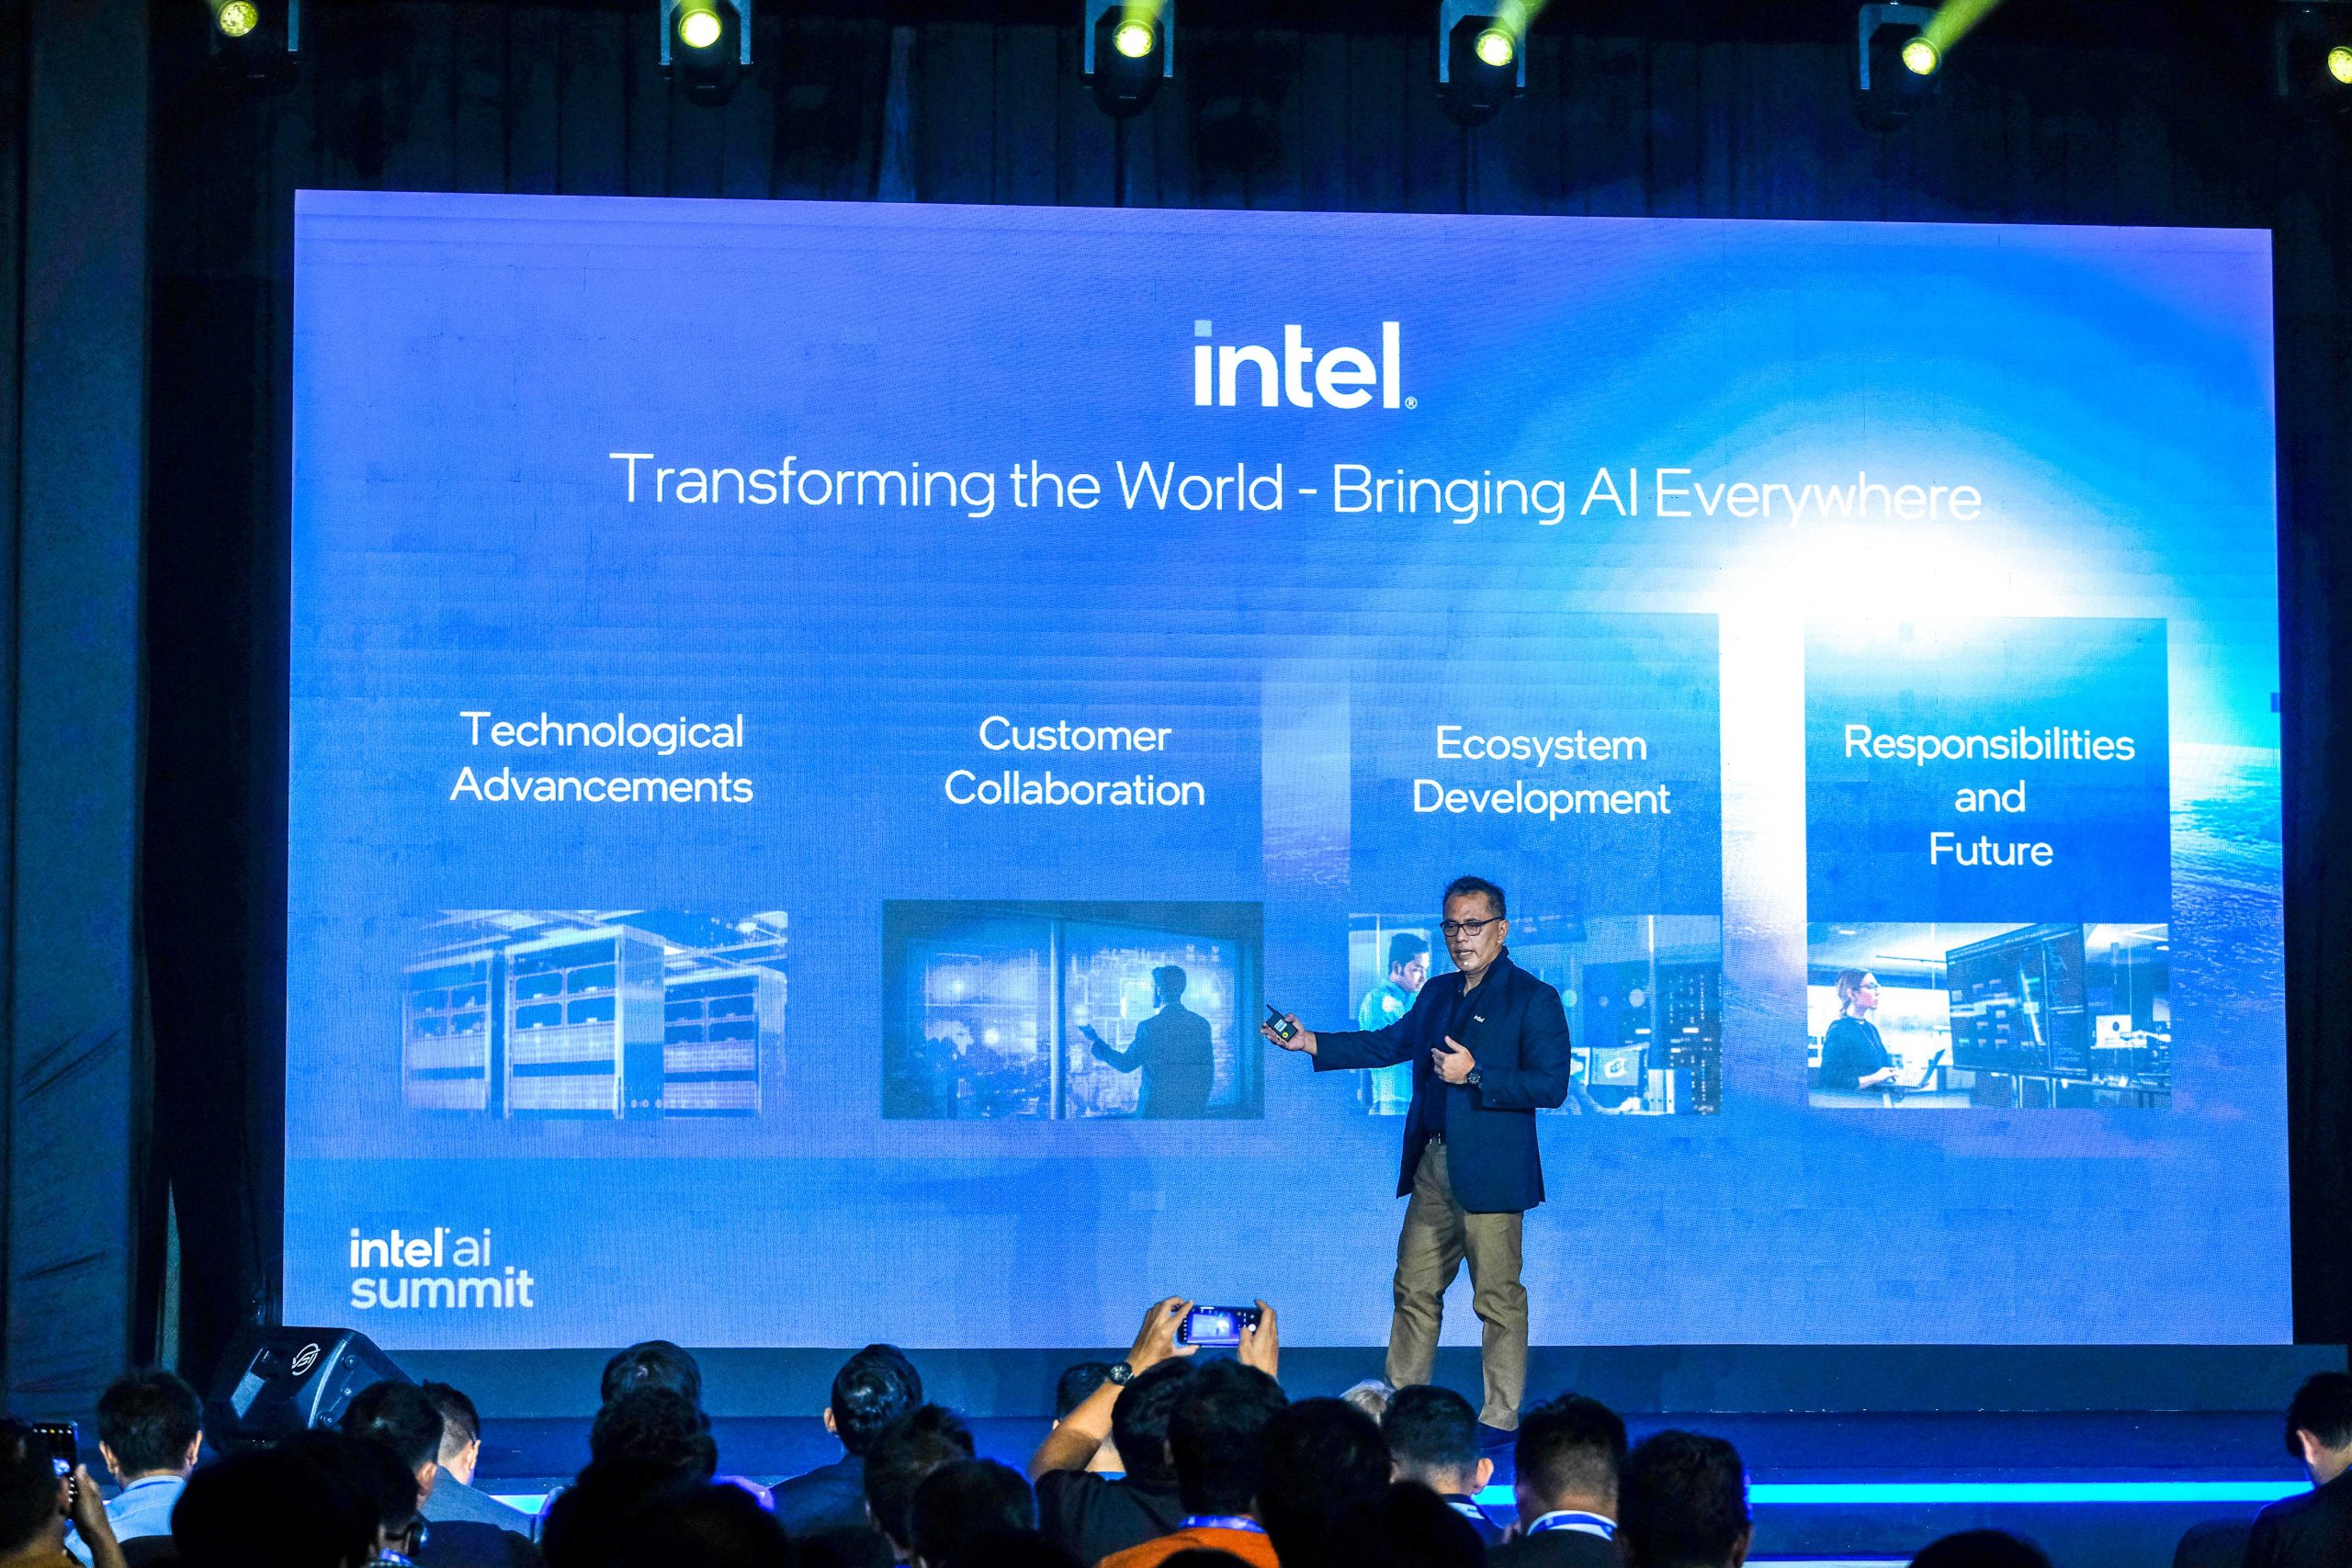 intel®
Transforming the World - Bringing AI Everywhere
Technological
Advancements
Customer
Collaboration
Ecosystem
Development
Responsibilities
and
Future
intel
intel ai
summit